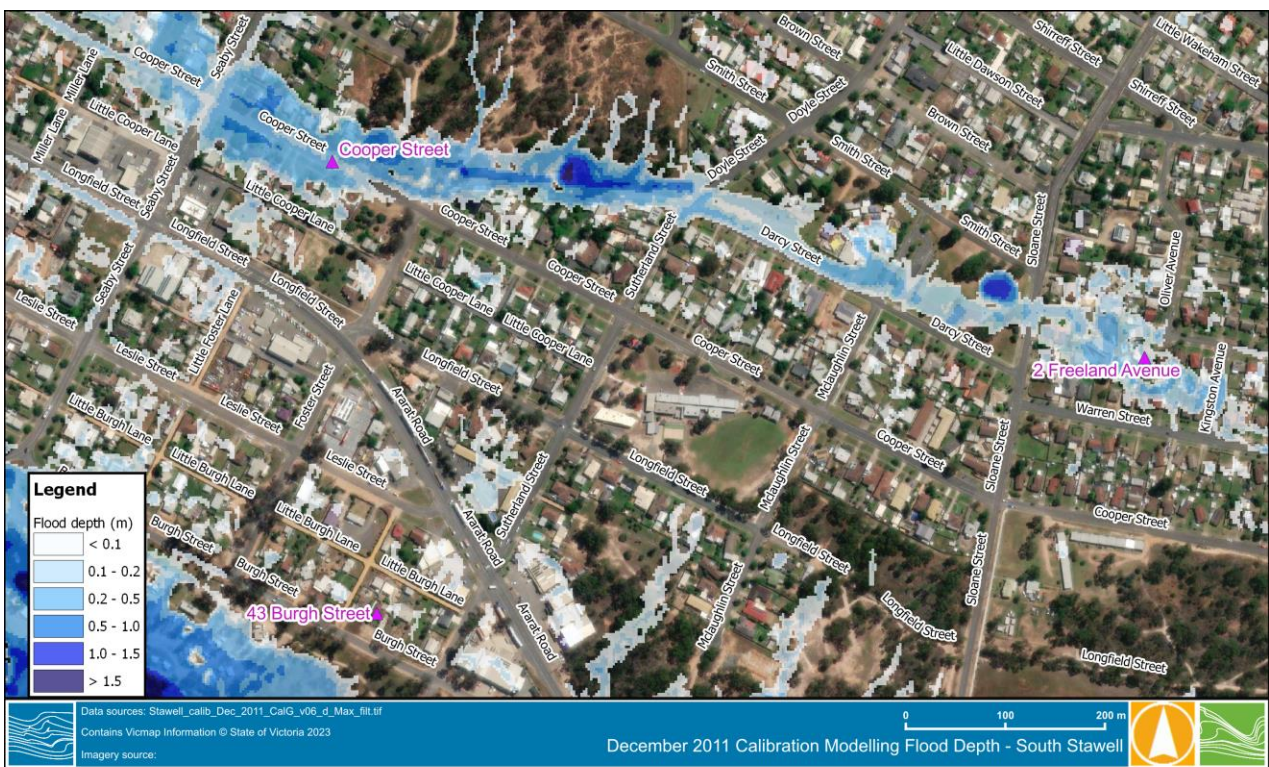 Brown Street
Shirreff Street
Little Wakeham Street
Miller Lane
Cooper Street
Seaby Street
Smith Street
Little Dawson Street
Doyle Street
Shirreff Street
Little Cooper Lane
Cooper Street
Brown Street
Miller Lane
Cooper Street
Doyle Street
Smith Street
Longfield Street
Seaby Street
Little Cooper Lane
Cooper Street
Smith Street
Sloane Street
Longfield Street
Sutherland Street
Darcy Street
Oliver Avenue
Seaby Street
Longfield Street
Little Cooper Lane
Cooper Street
Leslie Street
Little Foster Lane
Little Cooper Lane
Mclaughlin Street
Darcy Street
Leslie Street
Longfield Street
Cooper Street
2 Freeland Avenue
Kingston Avenue
Foster Street
Ararat Road
Warren Street
Little Burgh Lane
Leslie Street
Cooper Street
Little Burgh Lane
Leslie Street
Sutherland Street
Longfield Street
Mclaughlin Street
Sloane Street
Cooper Street
Burgh Street
Little Burgh Lane
Ararat Road
Longfield Street
Burgh Street
Little Burgh Lane
Sloane Street
43 Burgh Street
Burgh Street
Ararat Road
Mclaughlin Street
Longfield Street
Longfield Street
Legend
Flood depth (m)
< 0.1
0.1 - 0.2
0.2 - 0.5
0.5 - 1.0
1.0 - 1.5
> 1.5
Data sources: Stawell_calib_Dec_2011_CalG_v06_d_Max_filt.tif
Contains Vicmap Information © State of Victoria 2023
Imagery source:
0 100 200 m
December 2011 Calibration Modelling Flood Depth - South Stawell